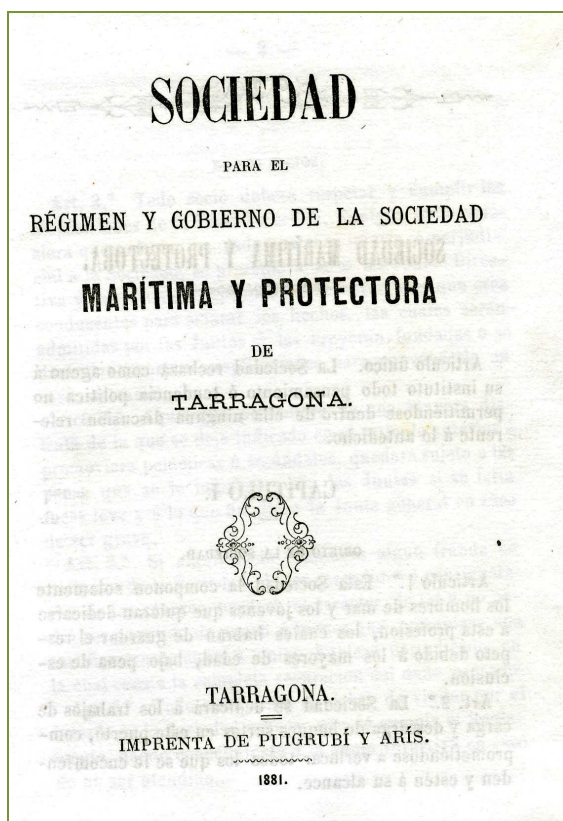 SOCIEDAD
PARA EL
RÉGIMEN Y GOBIERNO DE LA SOCIEDAD
MARÍTIMA Y PROTECTORA
DE
TARRAGONA.
TARRAGONA.
IMPRENTA DE PUIGRUBÍ Y ARÍS.
1881.